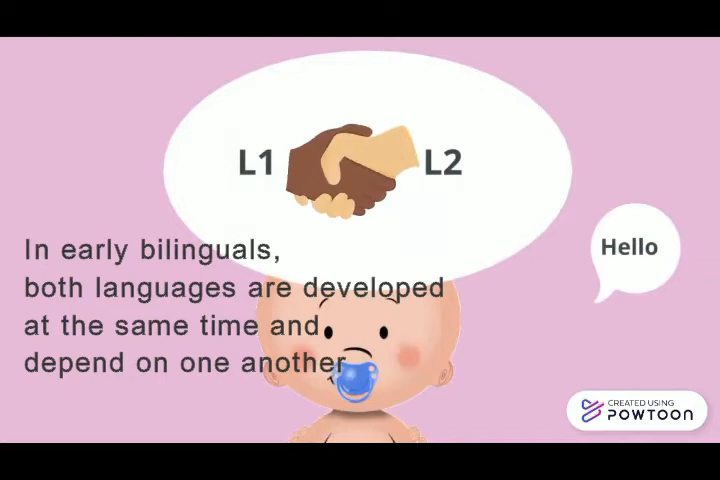 L1 L2
Hello
In early bilinguals,
both languages are developed
at the same time and
depend on one another
CREATED USING
POWTOON